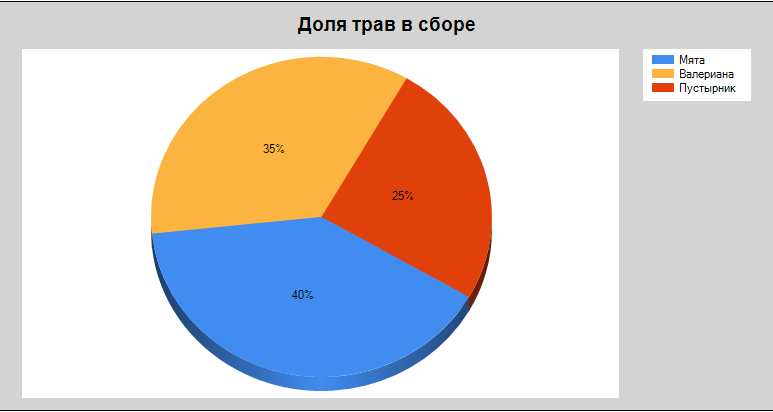 Доля трав в сборе
Мята
Валериана
Пустырник
35%
25%
40%